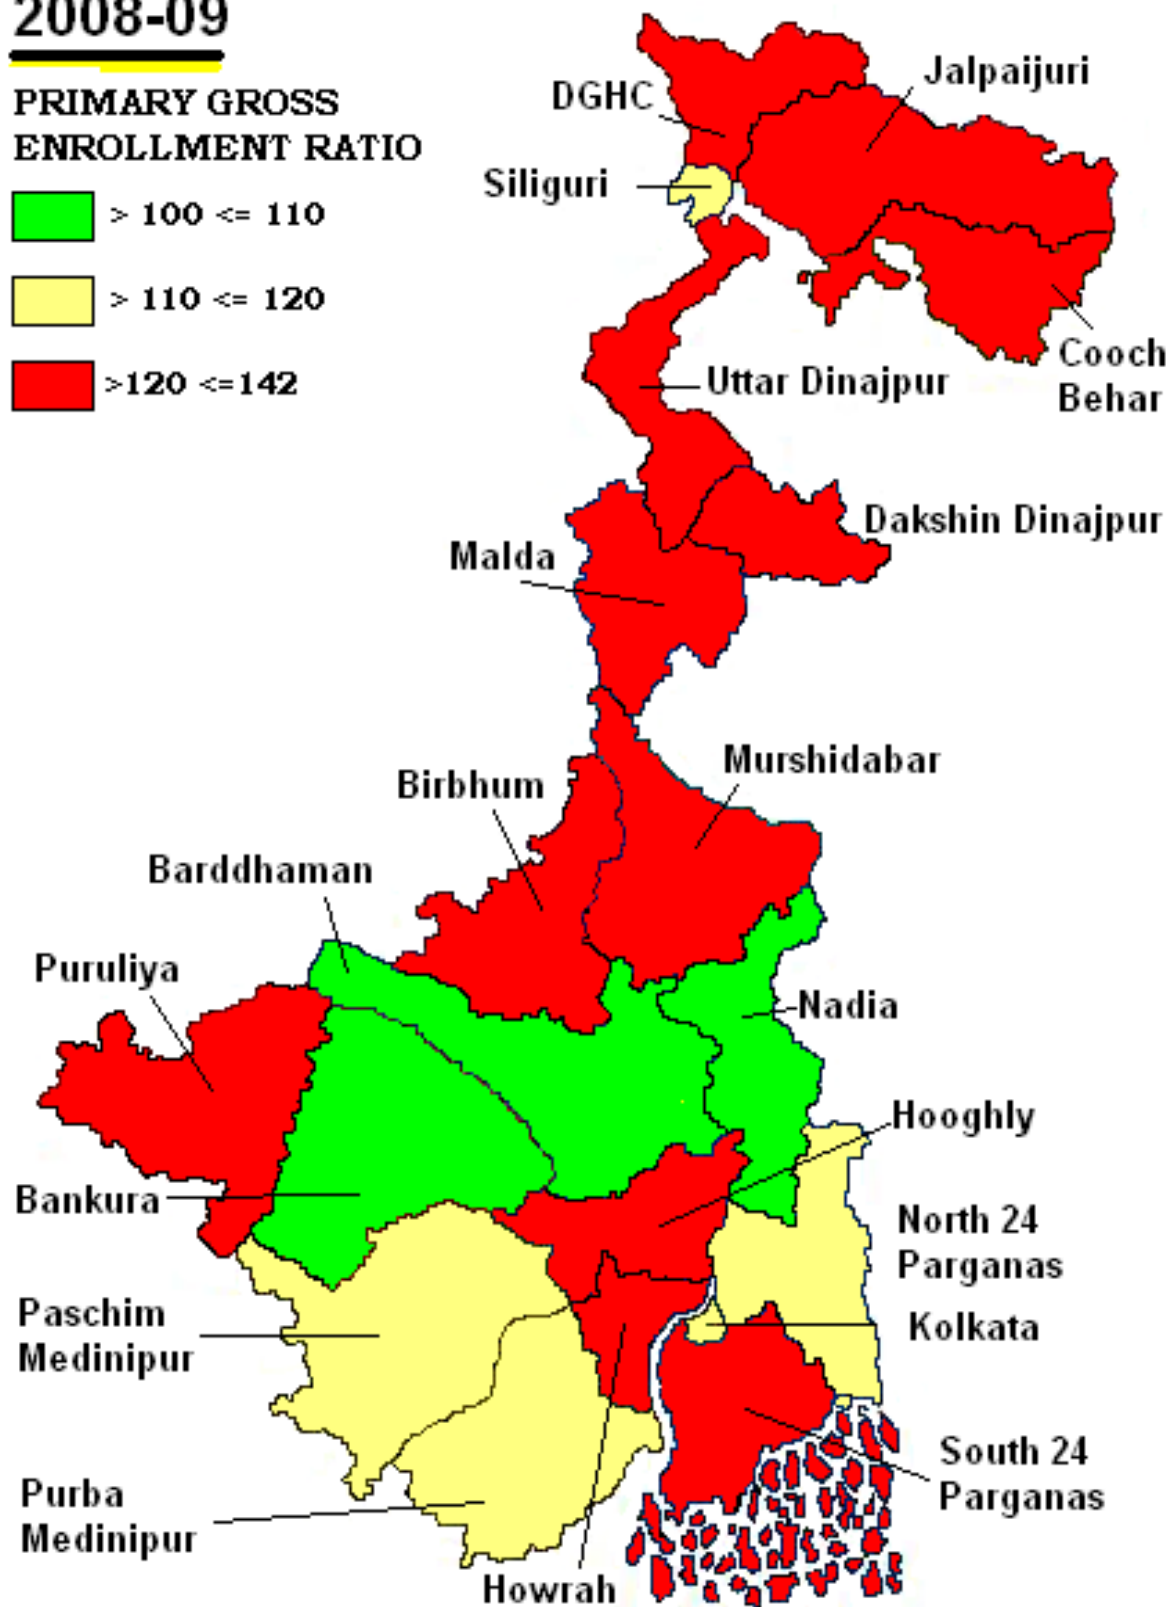 2008-09
PRIMARY GROSS
ENROLLMENT RATIO
> 100 <= 110
> 110 <= 120
>120 <=142
DGHC
Jalpaijuri
Siliguri
Cooch
Behar
Uttar Dinajpur
Dakshin Dinajpur
Malda
Murshidabar
Birbhum
Barddhaman
Puruliya
Nadia
Hooghly
Bankura
North 24
Parganas
Paschim
Medinipur
Kolkata
South 24
Parganas
Purba
Medinipur
Howrah